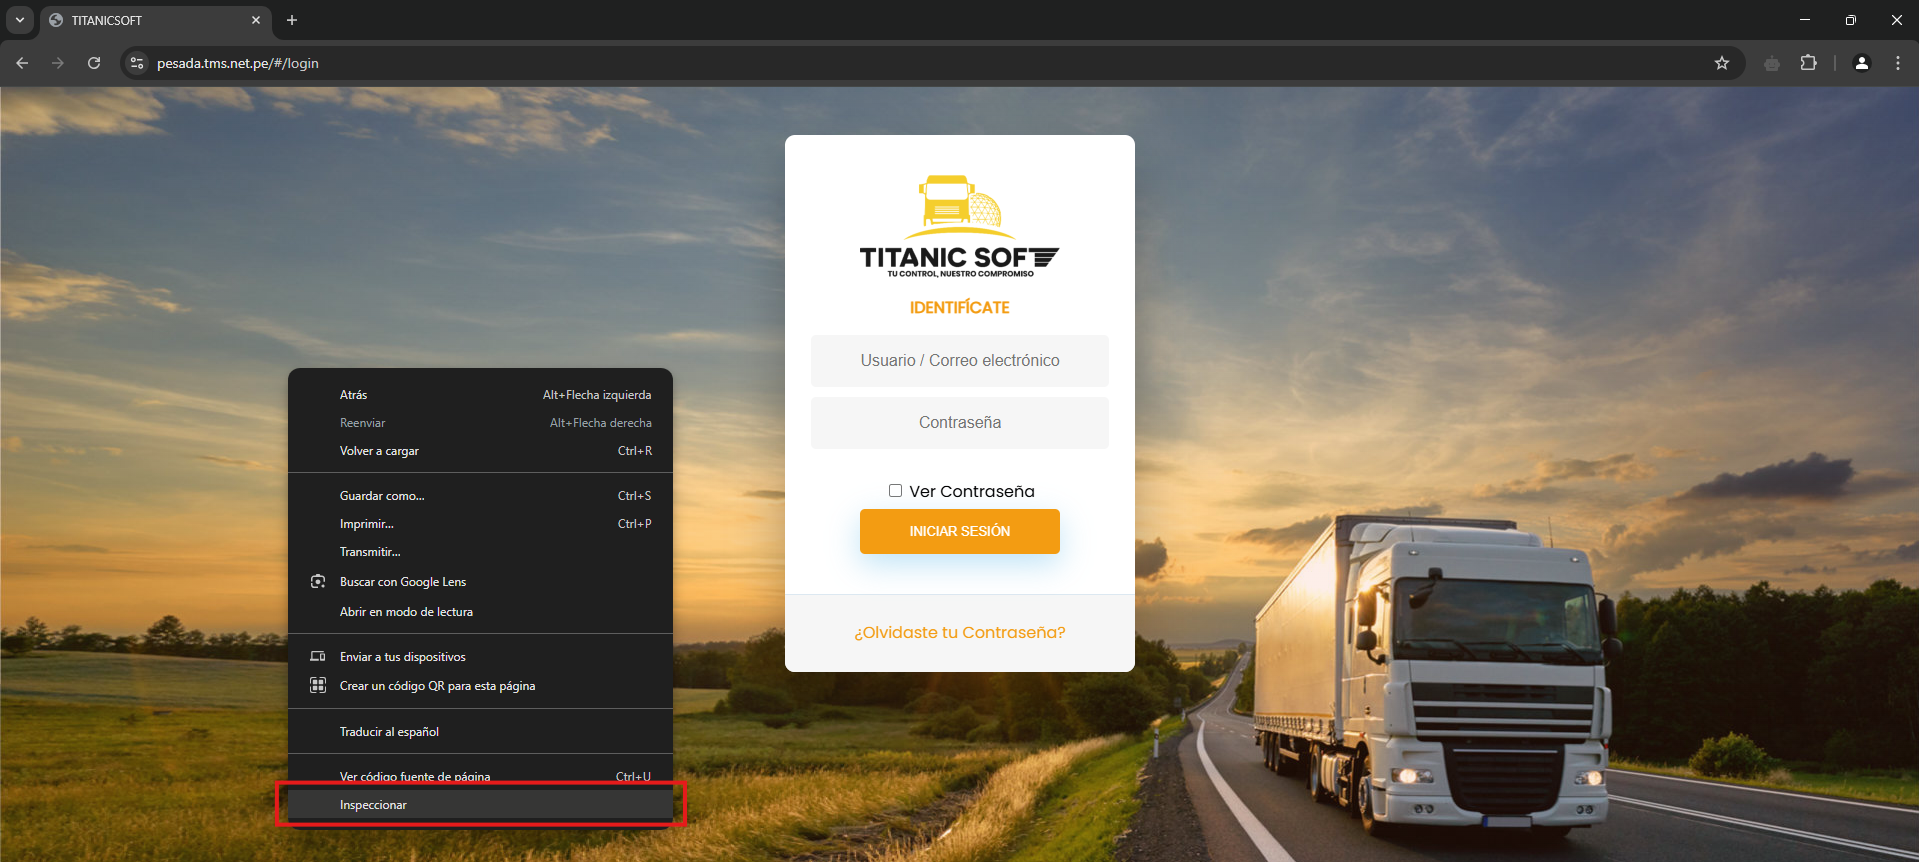 TITANICSOFT
pesada.tms.net.pe/#/login
TITANIC SOFT
TU CONTROL, NUESTRO COMPROMISO
IDENTIFÍCATE
Usuario / Correo electrónico
Contraseña
Ver Contraseña
INICIAR SESIÓN
¿Olvidaste tu Contraseña?
Atrás Alt+Flecha izquierda
Reenviar Alt+Flecha derecha
Volver a cargar Ctrl+R
Guardar como... Ctrl+S
Imprimir... Ctrl+P
Transmitir...
Buscar con Google Lens
Abrir en modo de lectura
Enviar a tus dispositivos
Crear un código QR para esta página
Traducir al español
Ver código fuente de página Ctrl+U
Inspeccionar